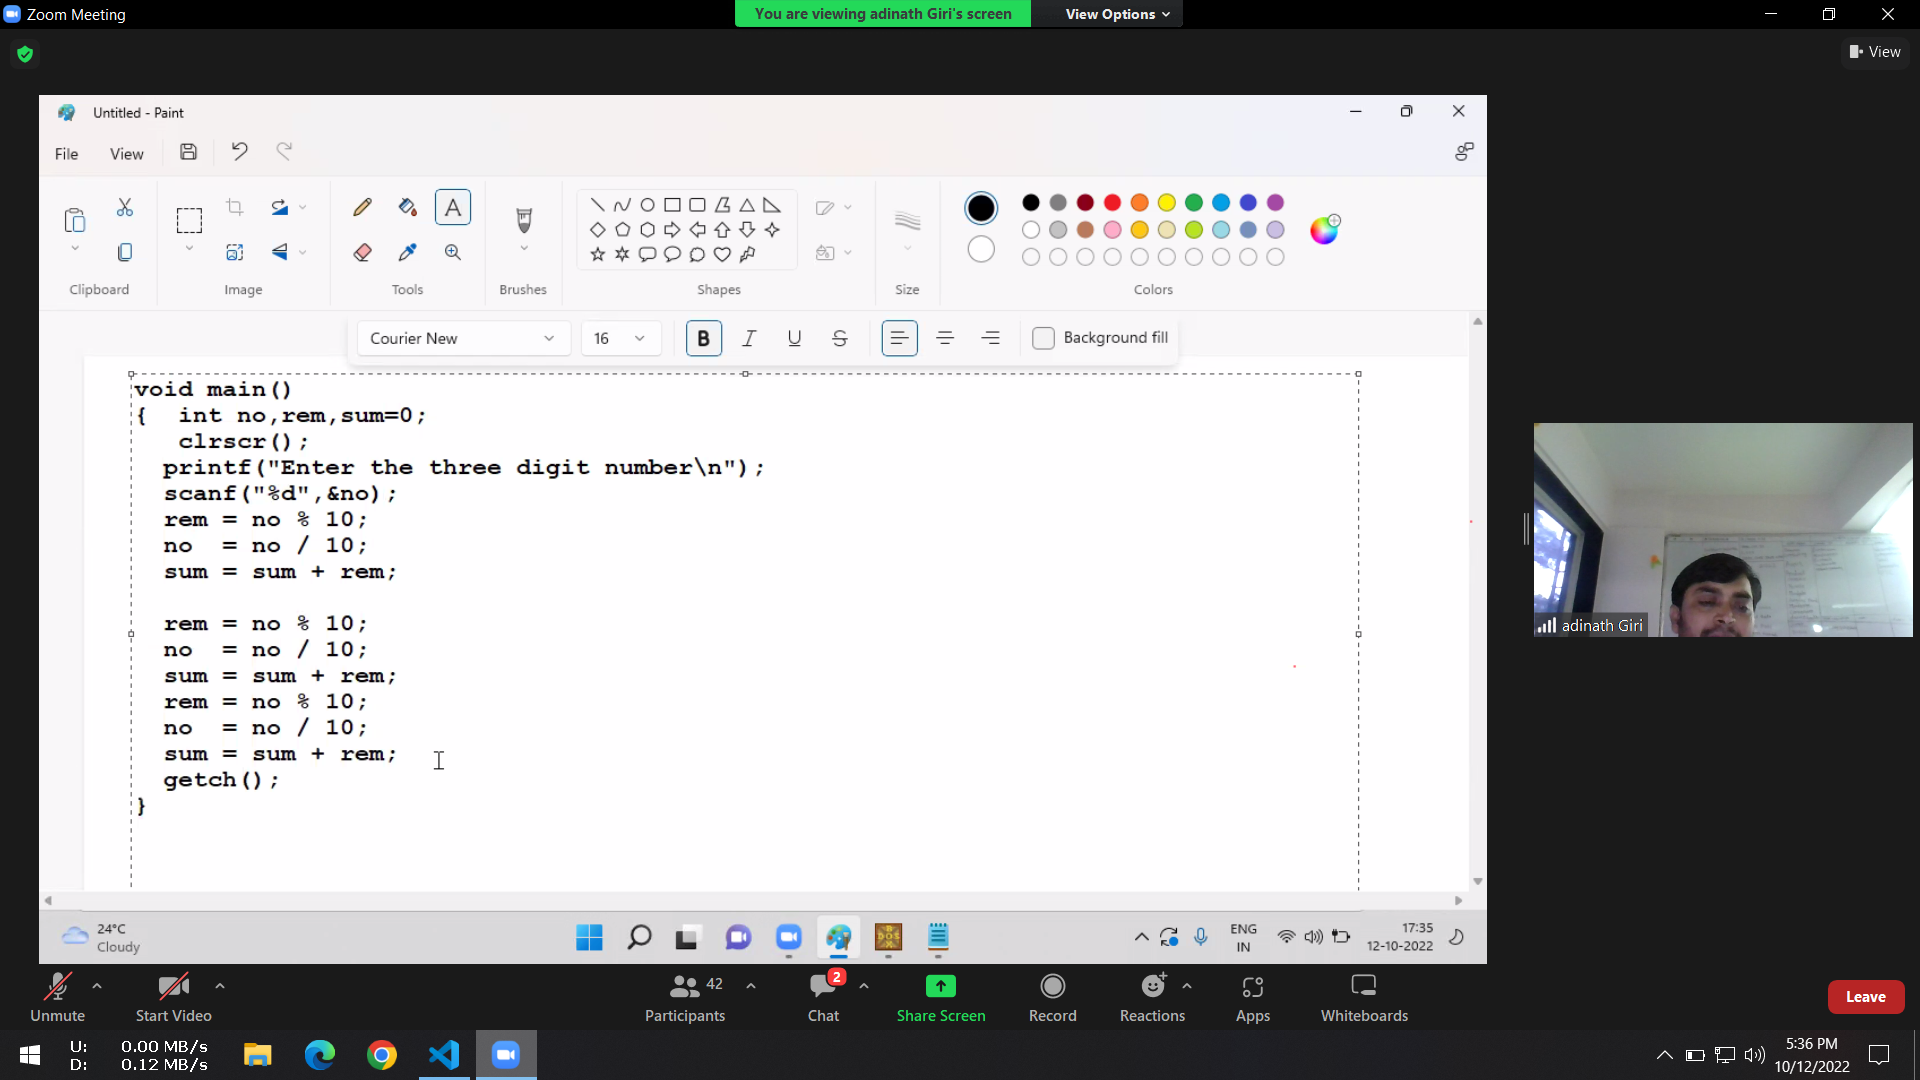 Zoom Meeting
You are viewing adinath Giri's screen
View Options
View
Untitled - Paint
File
View
Clipboard
Image
Tools
Brushes
Shapes
Size
Colors
Courier New
16
B
I
U
S
Background fill
void main()
{  int no,rem,sum=0;
   clrscr();
  printf("Enter the three digit number\n");
  scanf("%d",&no);
  rem = no % 10;
  no  = no / 10;
  sum = sum + rem;
  rem = no % 10;
  no  = no / 10;
  sum = sum + rem;
  rem = no % 10;
  no  = no / 10;
  sum = sum + rem;
  getch();
}
adinath Giri
24°C
Cloudy
ENG
IN
17:35
12-10-2022
Unmute
Start Video
42
Participants
2
Chat
Share Screen
Record
Reactions
Apps
Whiteboards
Leave
U: 0.00 MB/s
D: 0.12 MB/s
5:36 PM
10/12/2022